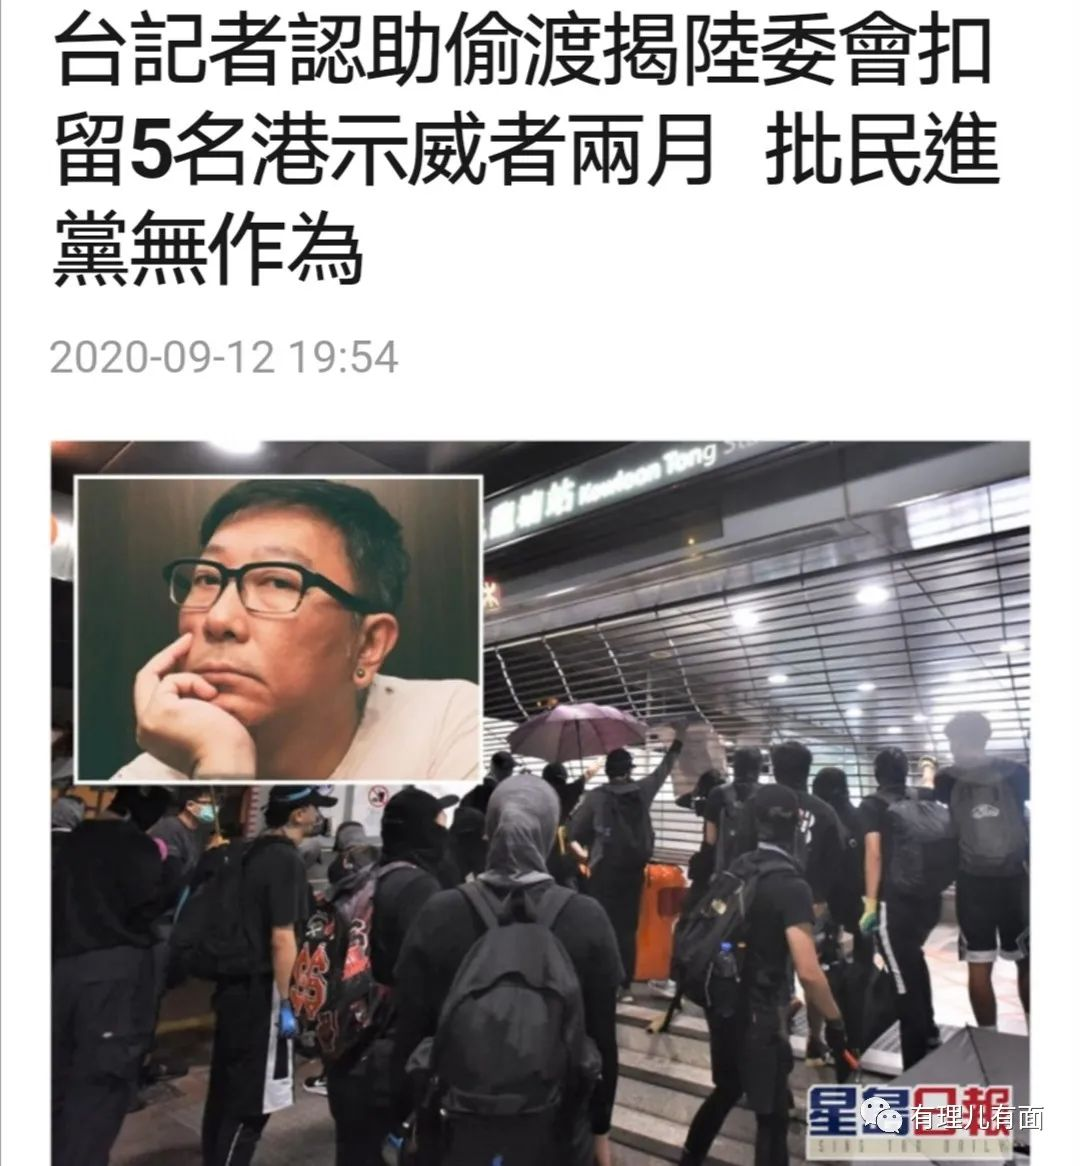 台記者認助偷渡揭陸委會扣
留5名港示威者兩月 批民進
黨無作為
2020-09-12 19:54
塘站 Kowloon Tong
星島日報
SING TAO DAILY
有理儿有面